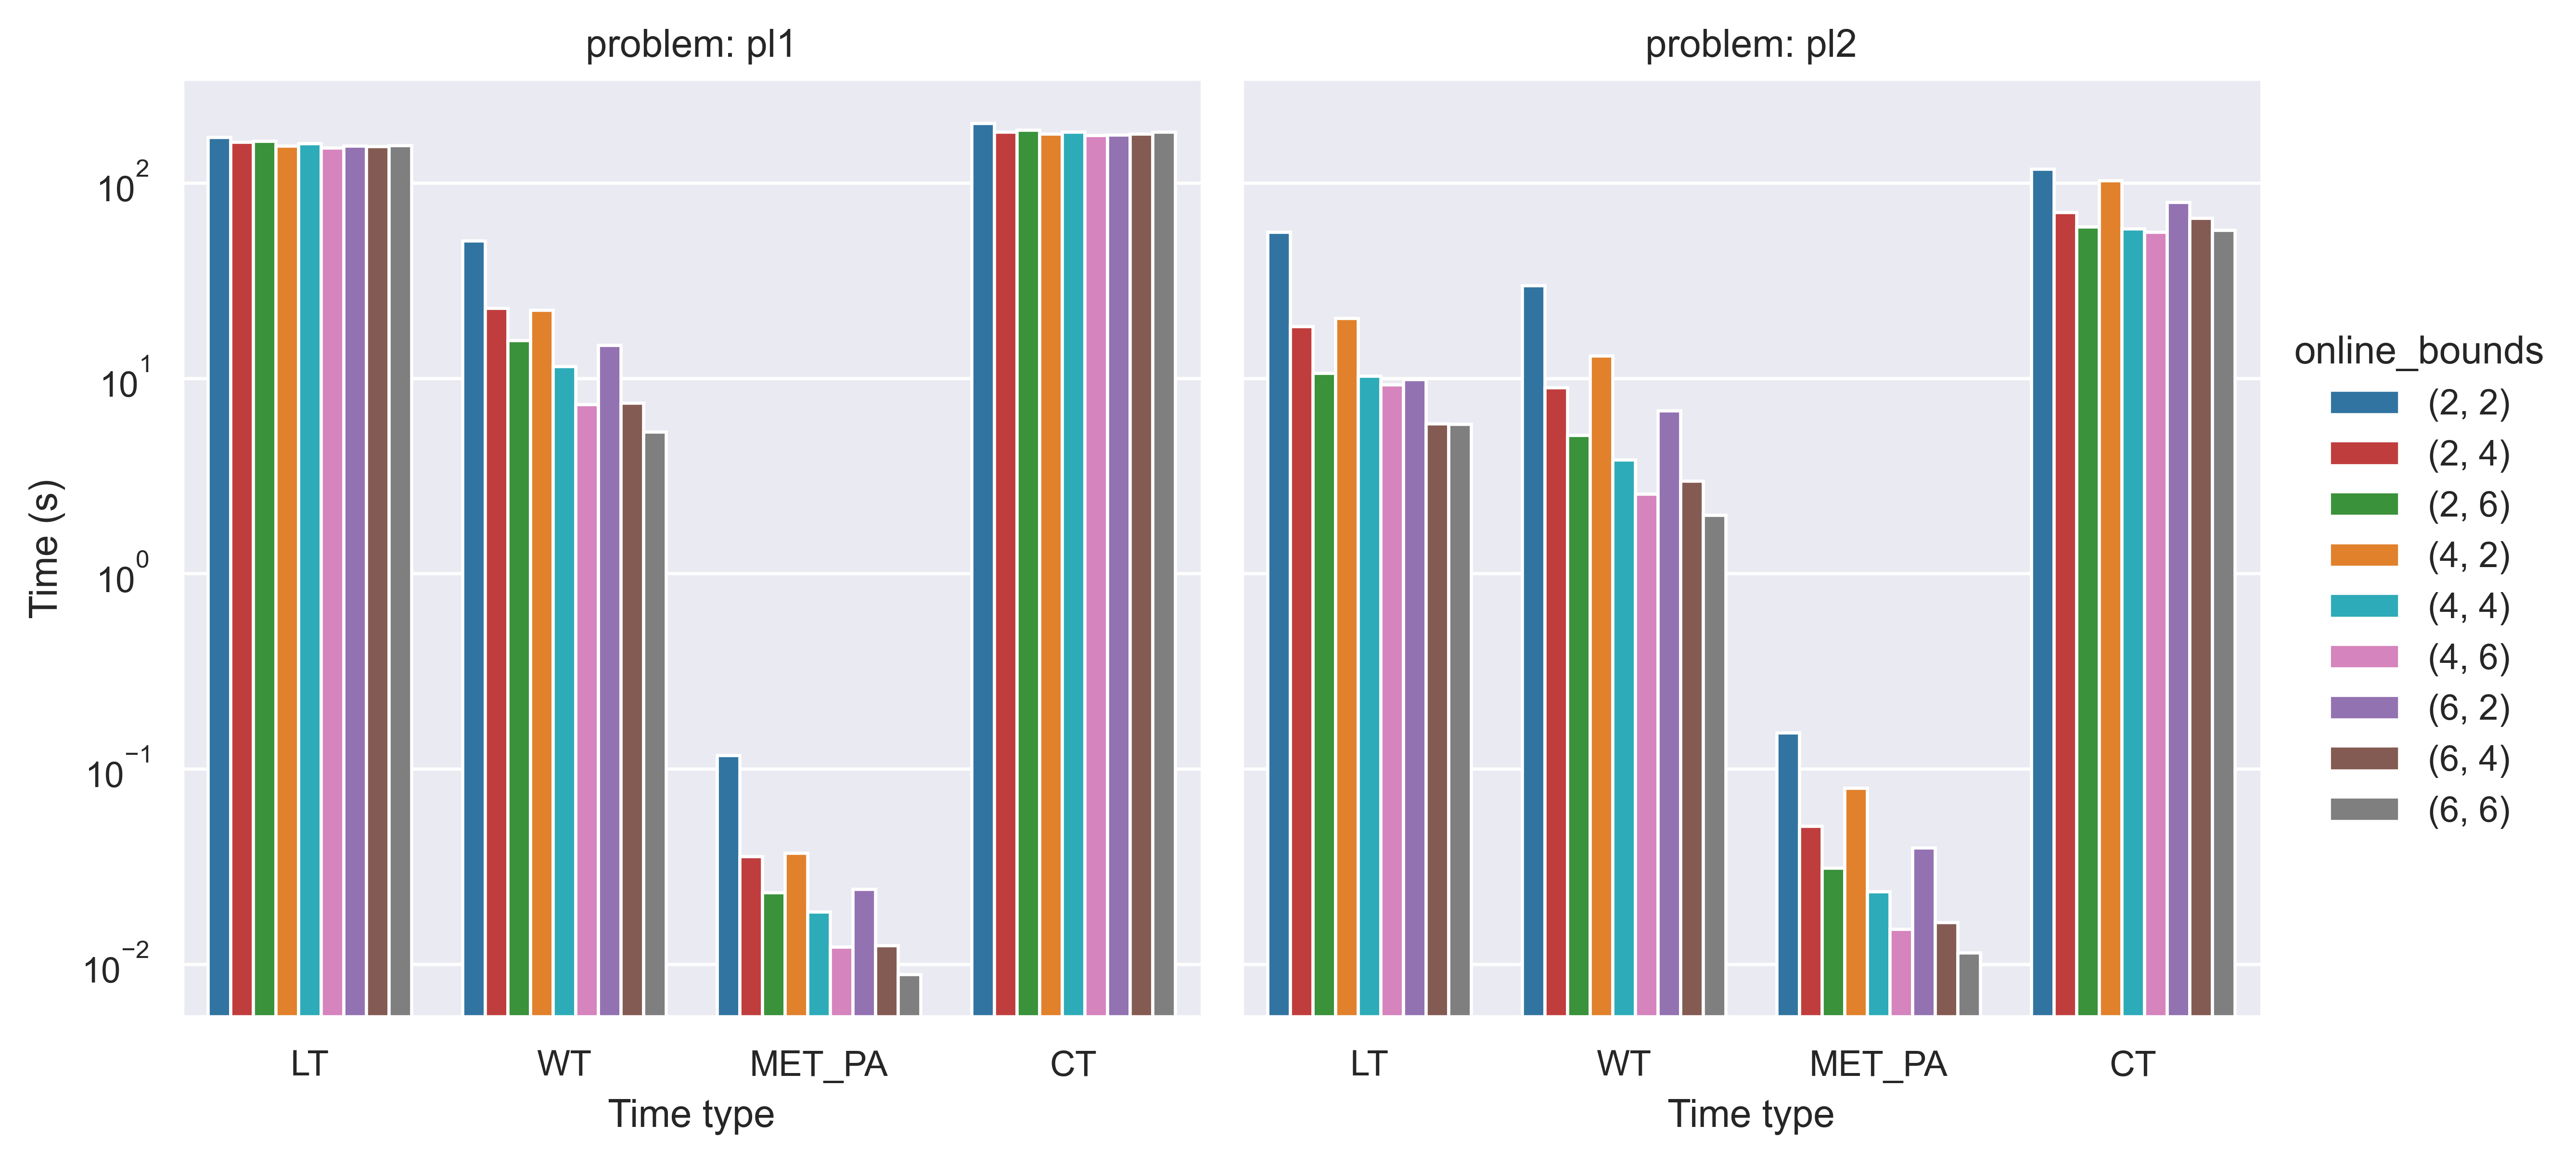 problem: pl1
problem: pl2
Time (s)
10^2
10^1
10^0
10^−1
10^−2
LT WT MET_PA CT
LT WT MET_PA CT
Time type
Time type
online_bounds
(2, 2)
(2, 4)
(2, 6)
(4, 2)
(4, 4)
(4, 6)
(6, 2)
(6, 4)
(6, 6)